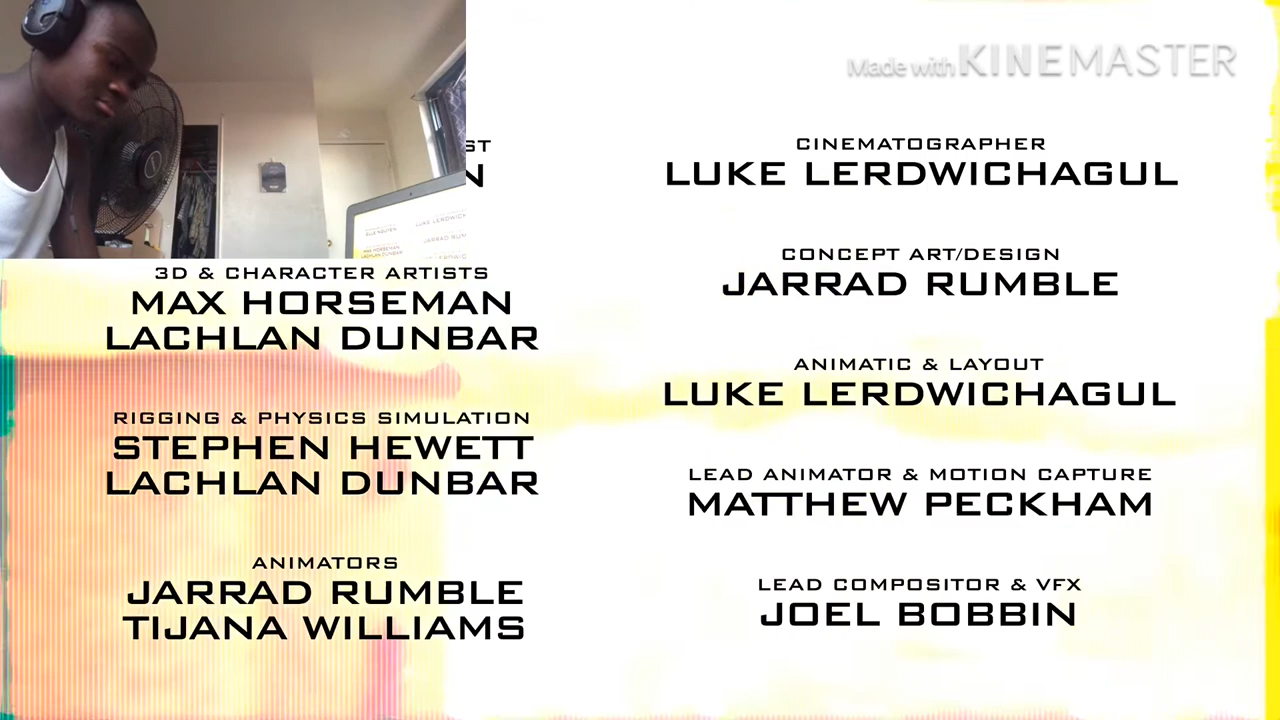 Made with KINEMASTER
ST
N
3D & CHARACTER ARTISTS
MAX HORSEMAN
LACHLAN DUNBAR
RIGGING & PHYSICS SIMULATION
STEPHEN HEWETT
LACHLAN DUNBAR
ANIMATORS
JARRAD RUMBLE
TIJANA WILLIAMS
CINEMATOGRAPHER
LUKE LERDWICHAGUL
CONCEPT ART/DESIGN
JARRAD RUMBLE
ANIMATIC & LAYOUT
LUKE LERDWICHAGUL
LEAD ANIMATOR & MOTION CAPTURE
MATTHEW PECKHAM
LEAD COMPOSITOR & VFX
JOEL BOBBIN